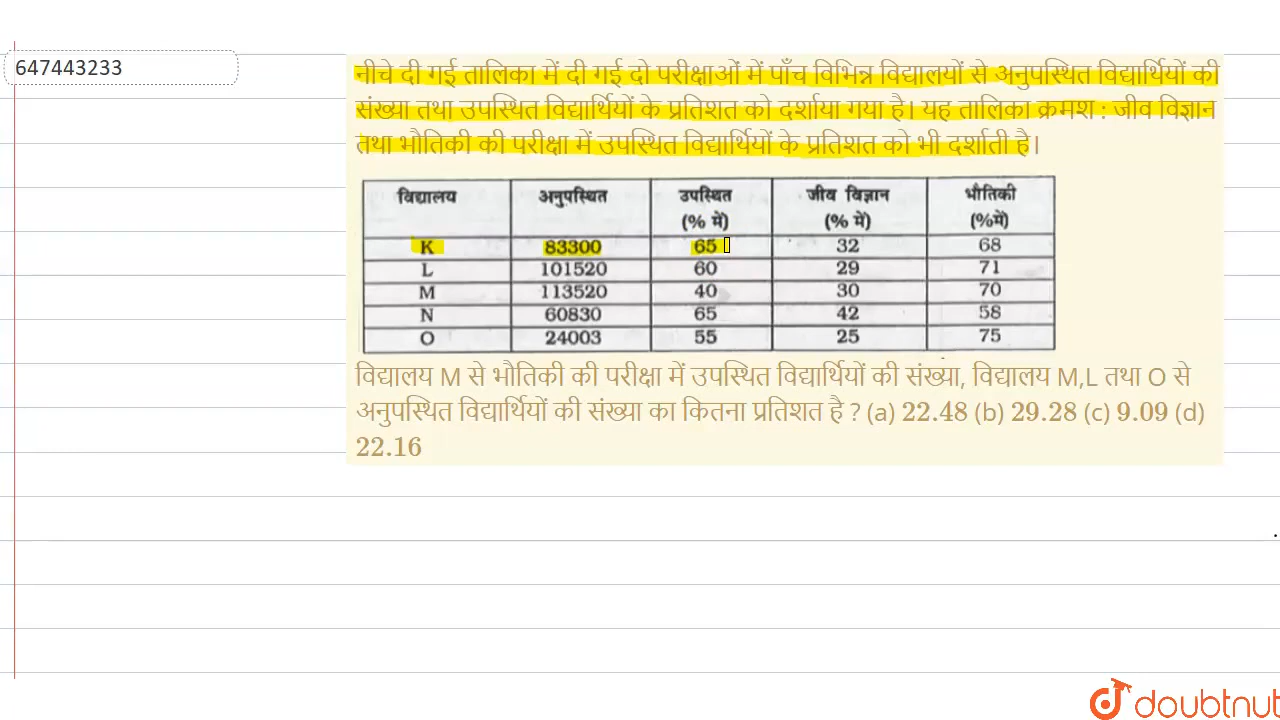 647443233
नीचे दी गई तालिका में दी गई दो परीक्षाओं में पाँच विभिन्न विद्यालयों से अनुपस्थित विद्यार्थियों की
संख्या तथा उपस्थित विद्यार्थियों के प्रतिशत को दर्शाया गया है। यह तालिका क्रमश : जीव विज्ञान
तथा भौतिकी की परीक्षा में उपस्थित विद्यार्थियों के प्रतिशत को भी दर्शाती है।
विद्यालय अनुपस्थित उपस्थित जीव विज्ञान भौतिकी
(% में) (% में) (%में)
K 83300 65 32 68
L 101520 60 29 71
M 113520 40 30 70
N 60830 65 42 58
O 24003 55 25 75
विद्यालय M से भौतिकी की परीक्षा में उपस्थित विद्यार्थियों की संख्या, विद्यालय M,L तथा O से
अनुपस्थित विद्यार्थियों की संख्या का कितना प्रतिशत है ? (a) 22.48 (b) 29.28 (c) 9.09 (d)
22.16
doubtnut